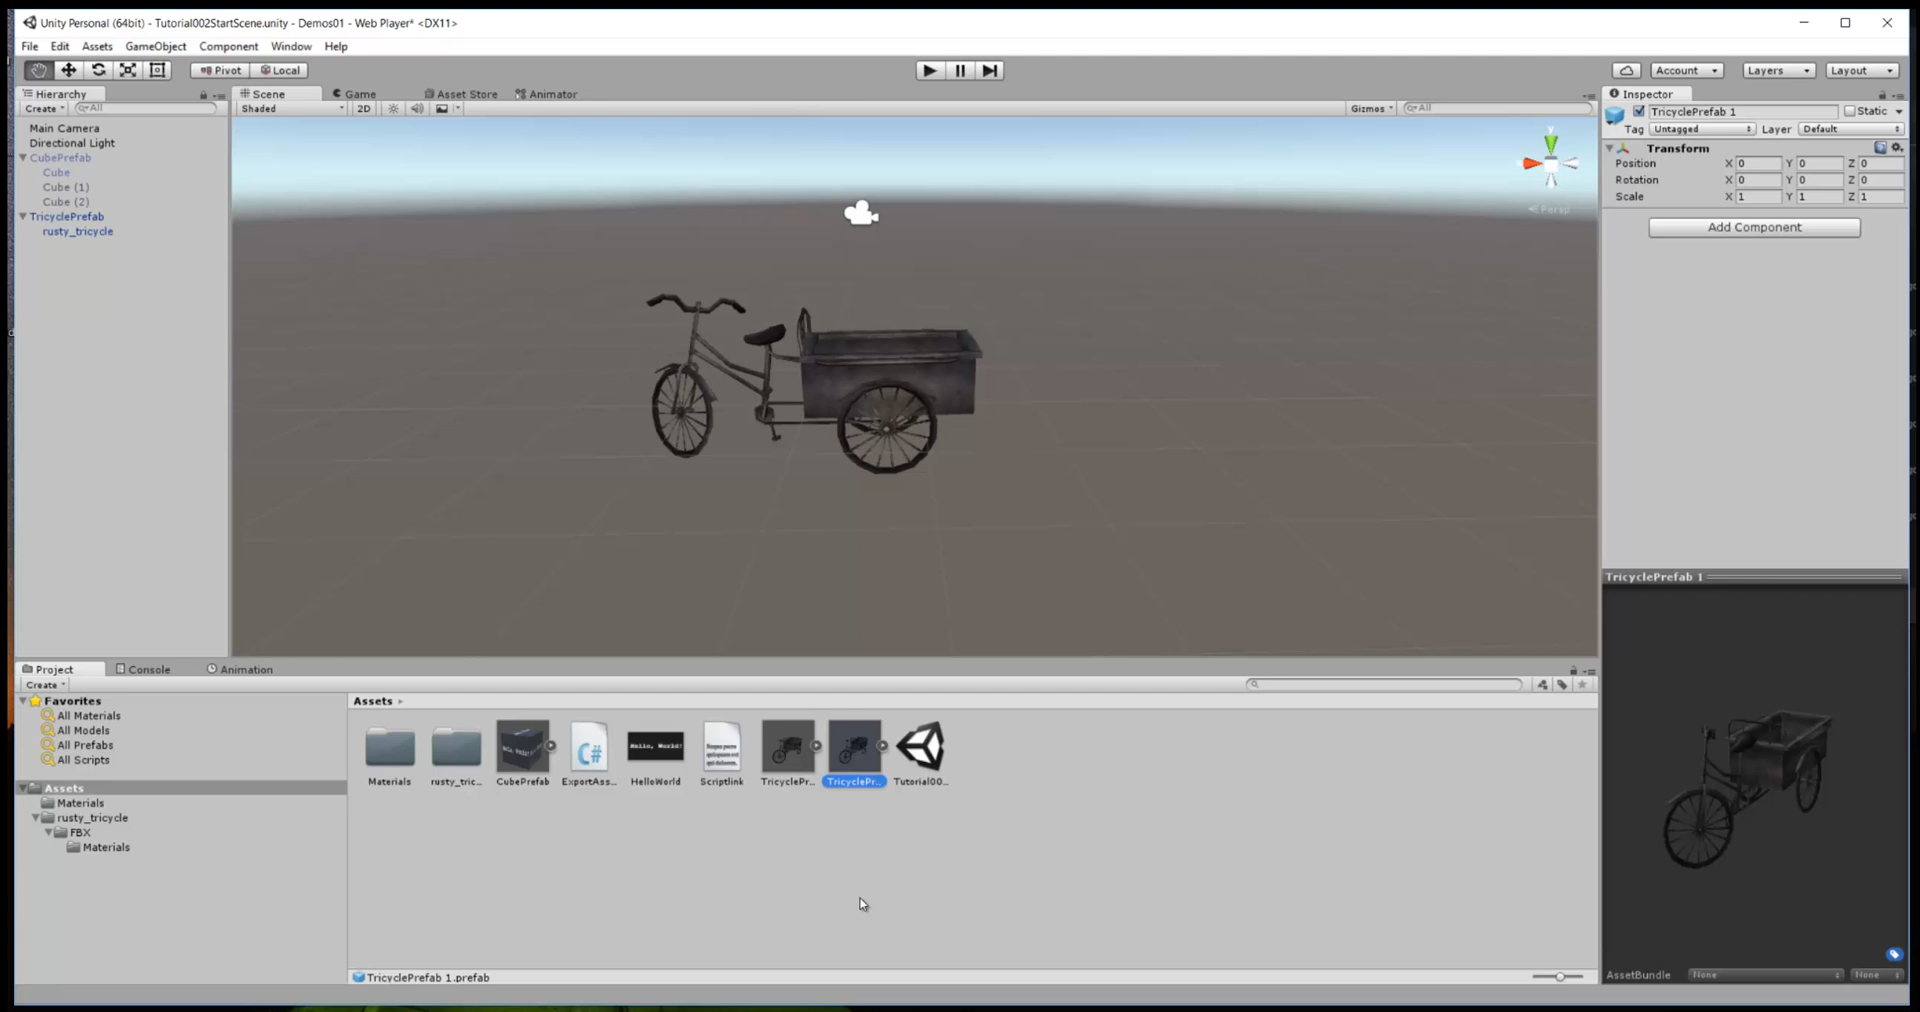 Unity Personal (64bit) - Tutorial002StartScene.unity - Demos01 - Web Player* <DX11>
File Edit Assets GameObject Component Window Help
Pivot Local Account Layers Layout
Hierarchy
Create All
Main Camera
Directional Light
CubePrefab
Cube
Cube (1)
Cube (2)
TricyclePrefab
rusty_tricycle
Scene Game Asset Store Animator
Shaded 2D Gizmos All
y
Persp
Inspector
TricyclePrefab 1 Static
Tag Untagged Layer Default
Transform
Position X 0 Y 0 Z 0
Rotation X 0 Y 0 Z 0
Scale X 1 Y 1 Z 1
Add Component
TricyclePrefab 1
AssetBundle None None
Project Console Animation
Create
Favorites
All Materials
All Models
All Prefabs
All Scripts
Assets
Materials
rusty_tricycle
FBX
Materials
Assets
C#
Hello, World!
Materials rusty_tric... CubePrefab ExportAss... HelloWorld Scriptlink TricyclePr... TricyclePr... Tutorial00...
TricyclePrefab 1.prefab